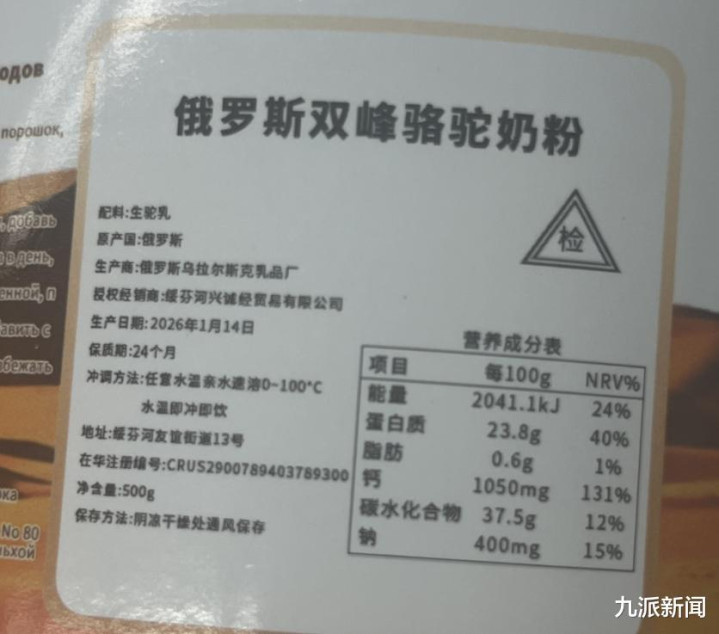 одов
порошок,
добавь
в день,
енной, п
авить с
бежать
No 80
俄罗斯双峰骆驼奶粉
检
配料:生驼乳
原产国:俄罗斯
生产商:俄罗斯乌拉尔斯克乳品厂
授权经销商:绥芬河兴诚经贸易有限公司
生产日期:2026年1月14日
保质期:24个月
冲调方法:任意水温亲水速溶0-100°C
水温即冲即饮
地址:绥芬河友谊街道13号
在华注册编号:CRUS2900789403789300
净含量:500g
保存方法:阴凉干燥处通风保存
营养成分表
项目 每100g NRV%
能量 2041.1kJ 24%
蛋白质 23.8g 40%
脂肪 0.6g 1%
钙 1050mg 131%
碳水化合物 37.5g 12%
钠 400mg 15%
九派新闻